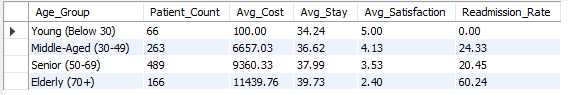 Age_Group Patient_Count Avg_Cost Avg_Stay Avg_Satisfaction Readmission_Rate
Young (Below 30) 66 100.00 34.24 5.00 0.00
Middle-Aged (30-49) 263 6657.03 36.62 4.13 24.33
Senior (50-69) 489 9360.33 37.99 3.53 20.45
Elderly (70+) 166 11439.76 39.73 2.40 60.24